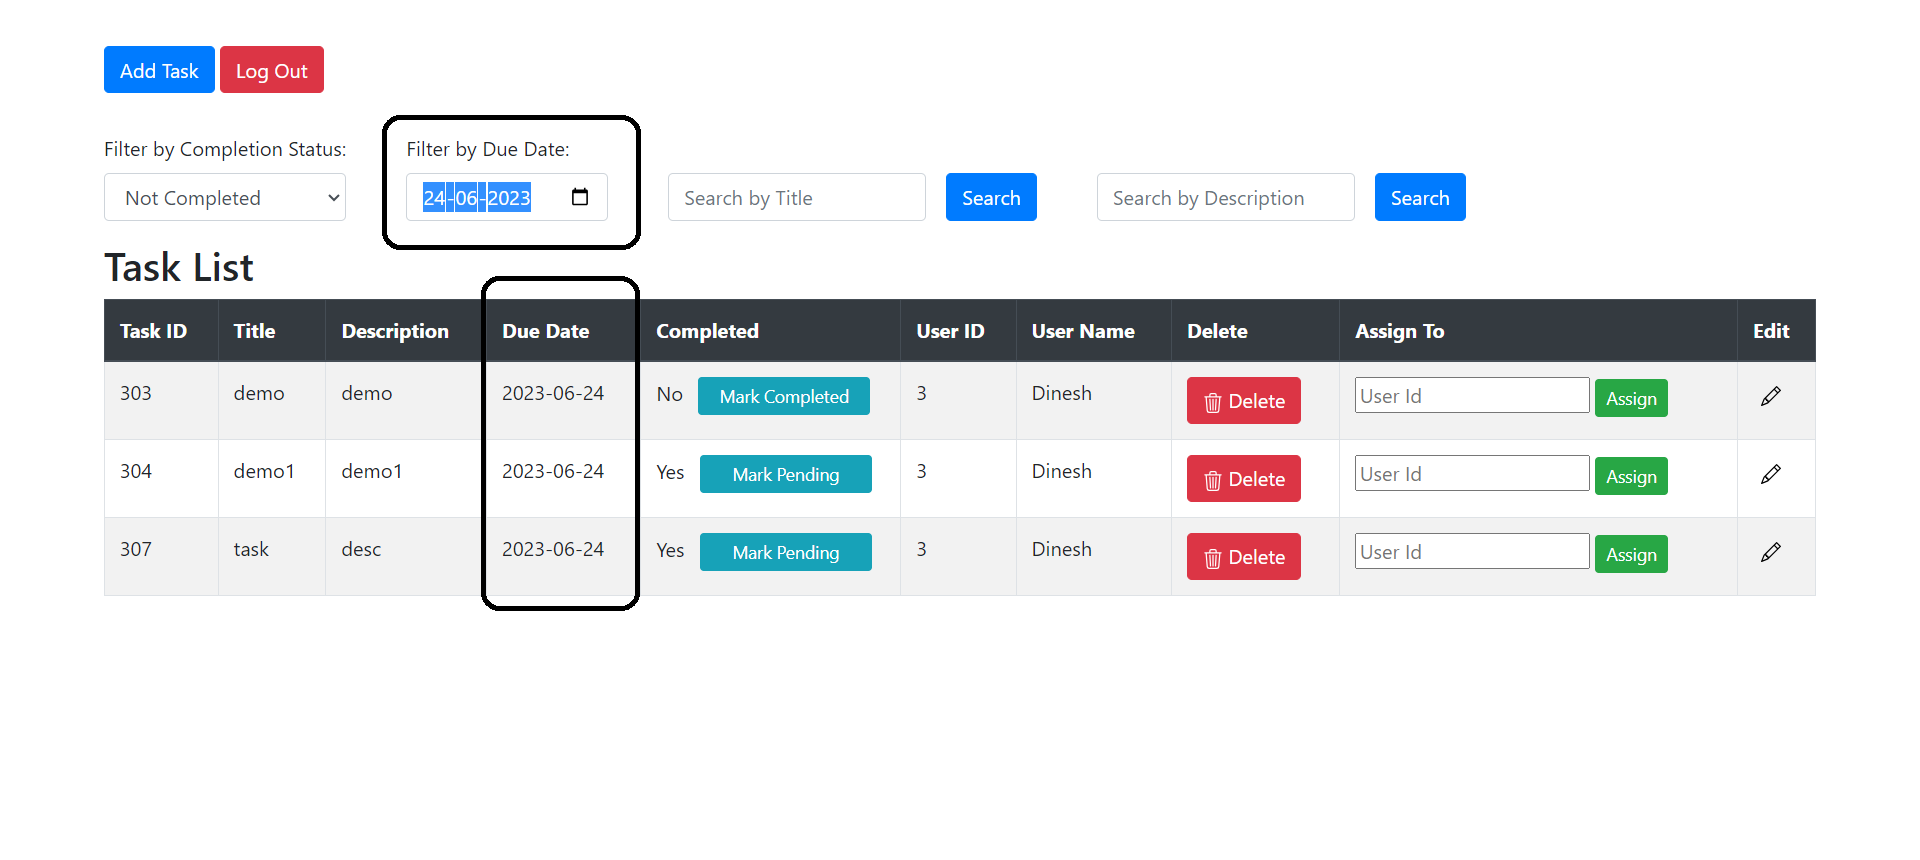 Add Task Log Out
Filter by Completion Status: Filter by Due Date:
Not Completed 24-06-2023 Search by Title Search Search by Description Search
Task List
Task ID Title Description Due Date Completed User ID User Name Delete Assign To Edit
303 demo demo 2023-06-24 No Mark Completed 3 Dinesh Delete User Id Assign
304 demo1 demo1 2023-06-24 Yes Mark Pending 3 Dinesh Delete User Id Assign
307 task desc 2023-06-24 Yes Mark Pending 3 Dinesh Delete User Id Assign